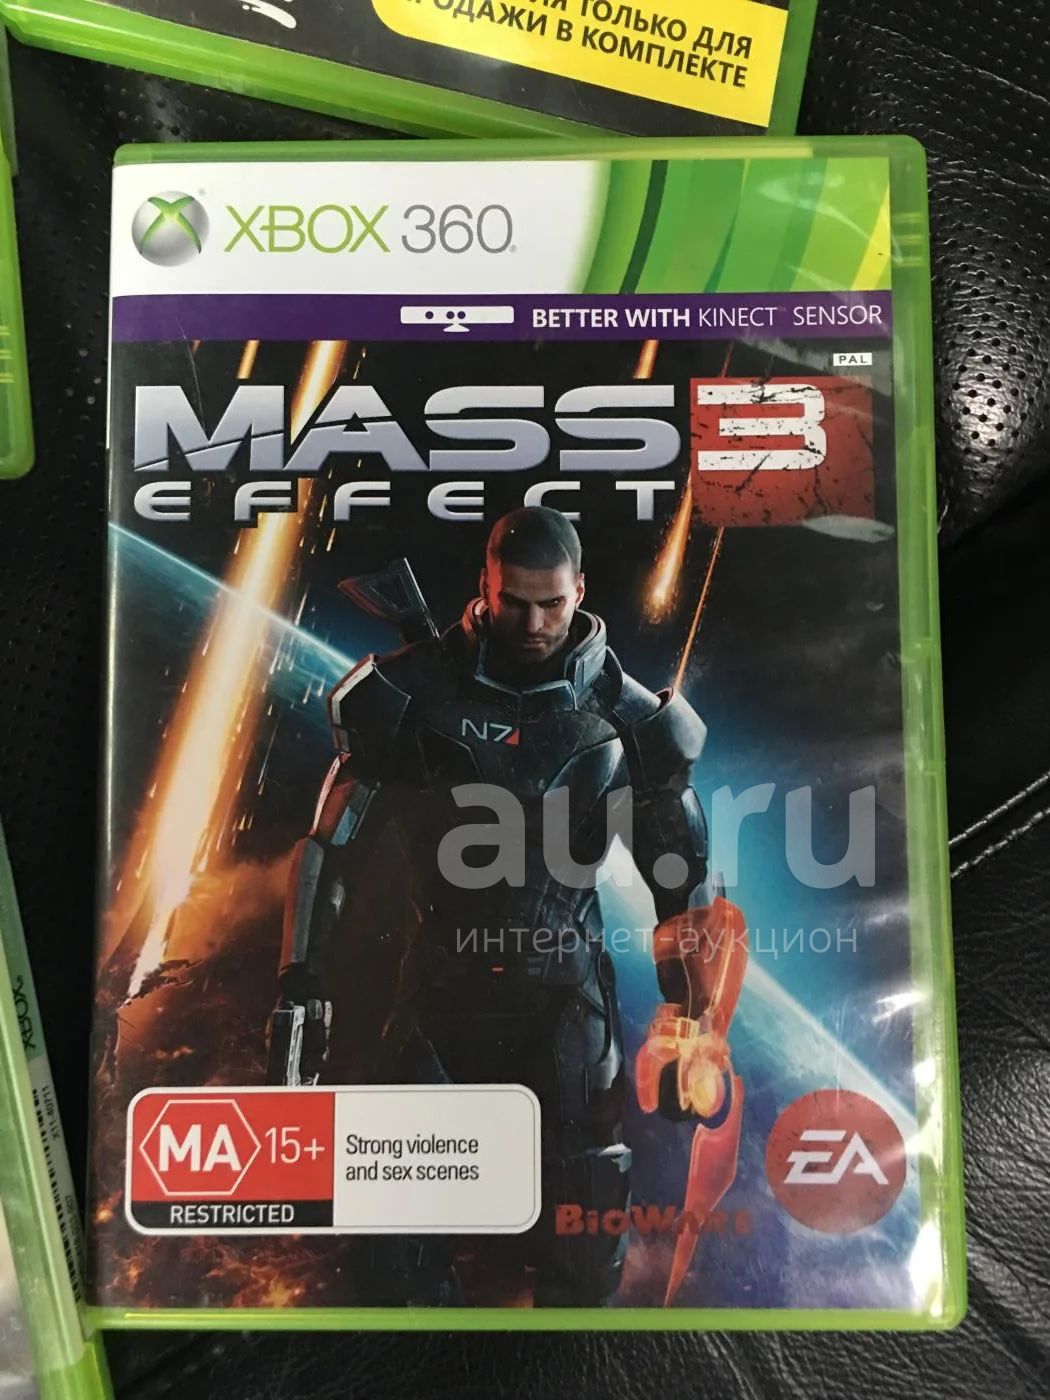 ТОЛЬКО ДЛЯ
В КОМПЛЕКТЕ
XBOX 360
BETTER WITH KINECT SENSOR
PAL
MASS 3
EFFECT
N7
au.ru
интернет-аукцион
XBOX
MA 15+
RESTRICTED
Strong violence
and sex scenes
EA
BIOWARE